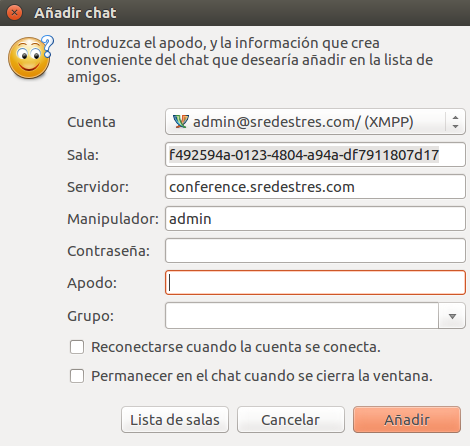 Añadir chat
Introduzca el apodo, y la información que crea
conveniente del chat que desearía añadir en la lista de
amigos.
Cuenta admin@sredestres.com/ (XMPP)
Sala: f492594a-0123-4804-a94a-df7911807d17
Servidor: conference.sredestres.com
Manipulador: admin
Contraseña:
Apodo:
Grupo:
Reconectarse cuando la cuenta se conecta.
Permanecer en el chat cuando se cierra la ventana.
Lista de salas Cancelar Añadir